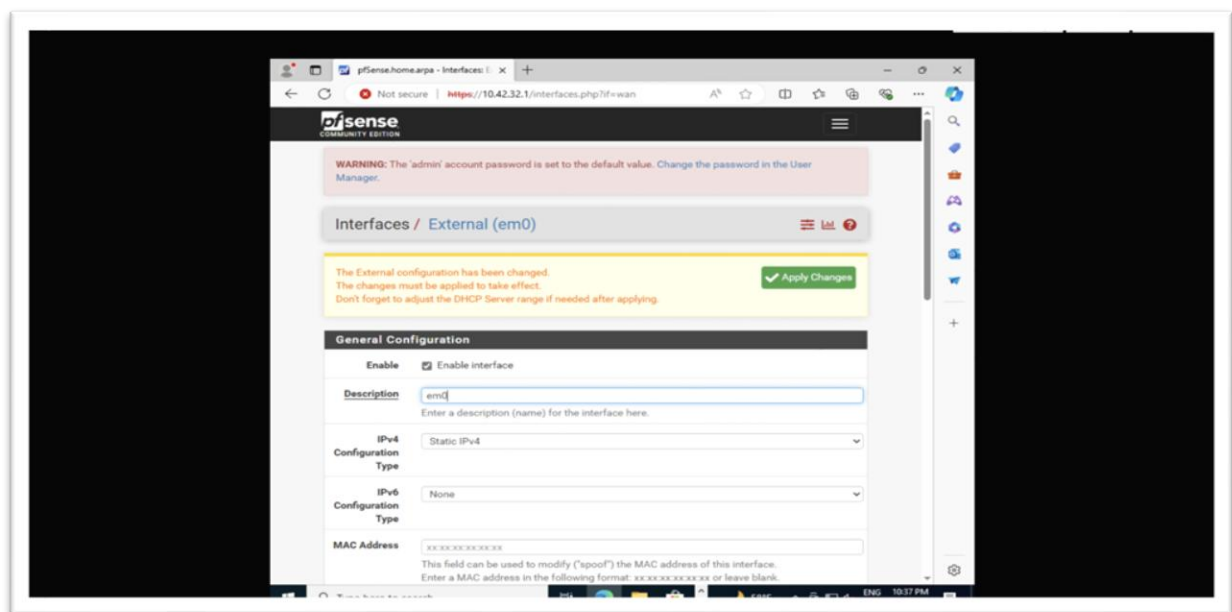 pfSense.home.arpa - Interfaces: E
Not secure | https://10.42.32.1/interfaces.php?if=wan
pfsense
COMMUNITY EDITION
WARNING: The 'admin' account password is set to the default value. Change the password in the User
Manager.
Interfaces / External (em0)
The External configuration has been changed.
The changes must be applied to take effect.
Don't forget to adjust the DHCP Server range if needed after applying.
Apply Changes
General Configuration
Enable
Enable interface
Description
em0
Enter a description (name) for the interface here.
IPv4
Configuration
Type
Static IPv4
IPv6
Configuration
Type
None
MAC Address
xx:xx:xx:xx:xx:xx
This field can be used to modify ("spoof") the MAC address of this interface.
Enter a MAC address in the following format: xx:xx:xx:xx:xx:xx or leave blank.
Type here to search
ENG 10:37 PM